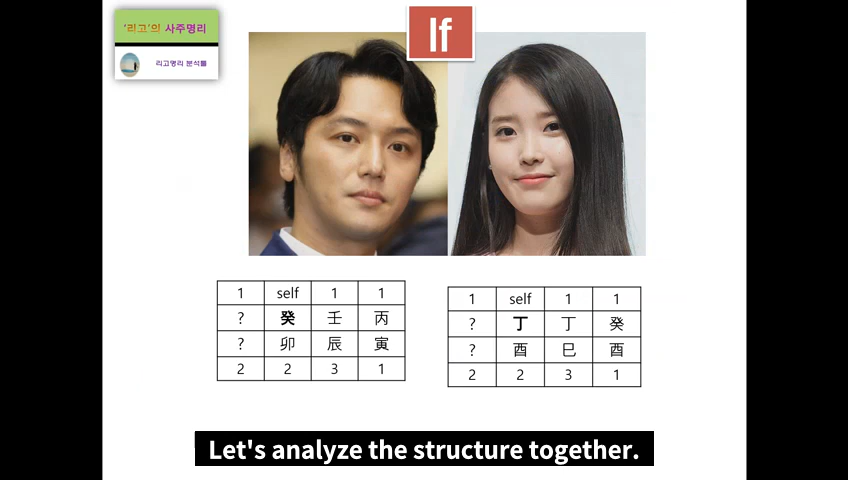 '리고'의 사주명리
리고명리 분석툴
If
1 self 1 1
? 癸 壬 丙
? 卯 辰 寅
2 2 3 1
1 self 1 1
? 丁 丁 癸
? 酉 巳 酉
2 2 3 1
Let's analyze the structure together.